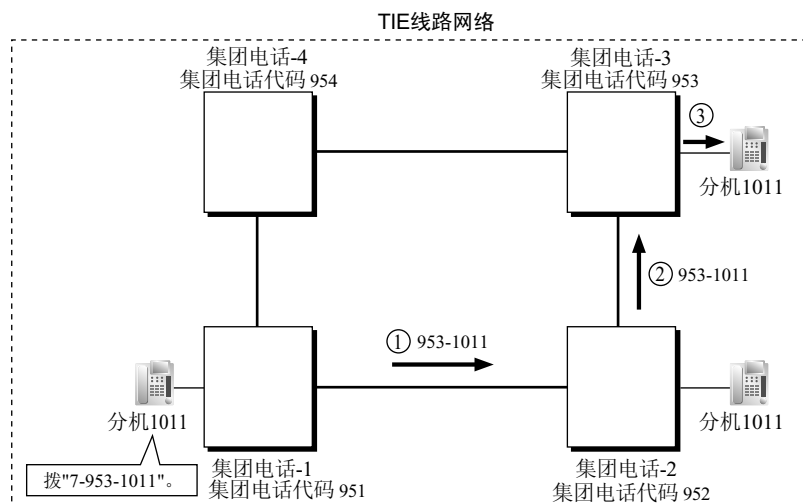 TIE线路网络
集团电话-4
集团电话代码 954
集团电话-3
集团电话代码 953
③
分机1011
② 953-1011
① 953-1011
分机1011
分机1011
拨"7-953-1011"。
集团电话-1
集团电话代码 951
集团电话-2
集团电话代码 952